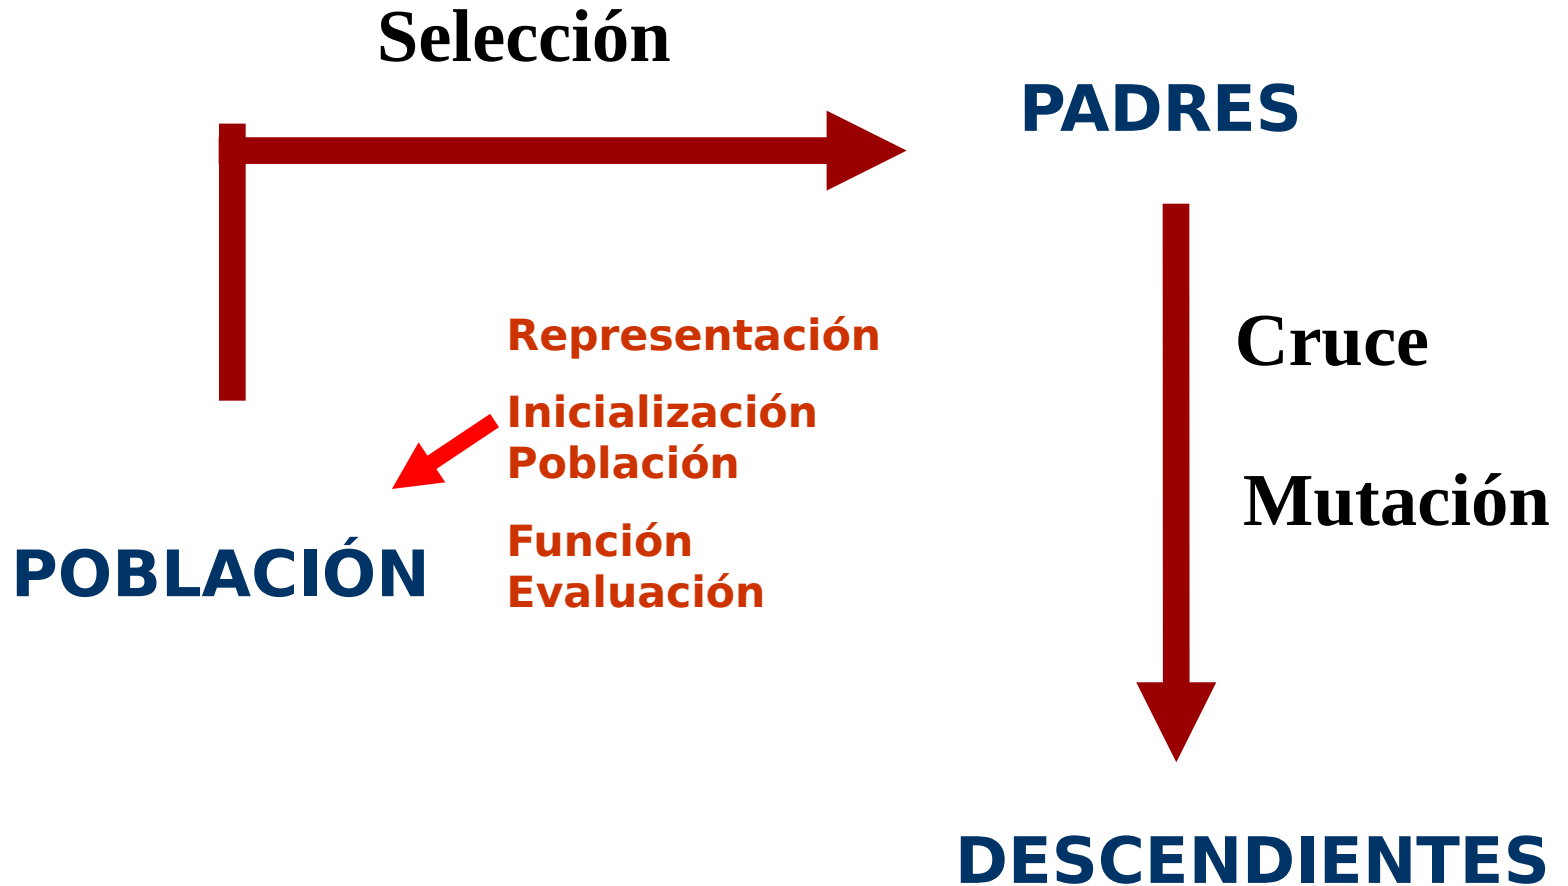 Selección
PADRES
Representación
Cruce
Inicialización
Población
Mutación
Función
POBLACIÓN
Evaluación
DESCENDIENTES